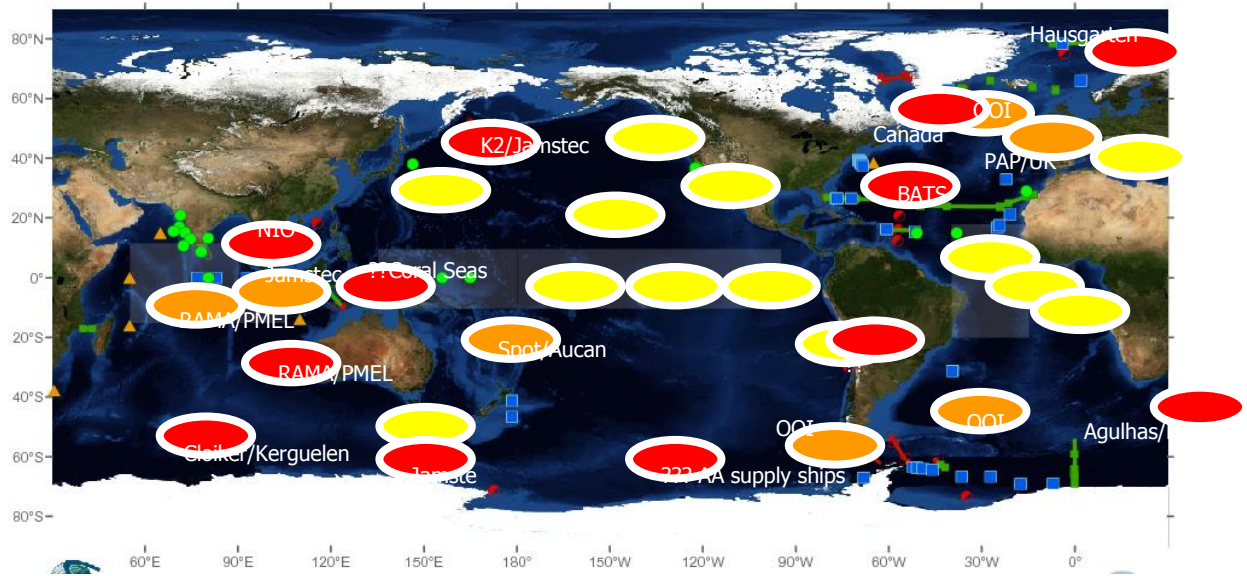 80°N
Hausgarten
60°N
OOI
Canada
40°N
K2/Jamstec
PAP/UK
BATS
20°N
NIO
Jamstec
??Coral Seas
0°
RAMA/PMEL
20°S
Spot/Aucan
RAMA/PMEL
40°S
OOI
OOI
Agulhas/
Cloiker/Kerguelen
60°S
Jamste
??? AA supply ships
80°S
60°E 90°E 120°E 150°E 180° 150°W 120°W 90°W 60°W 30°W 0°